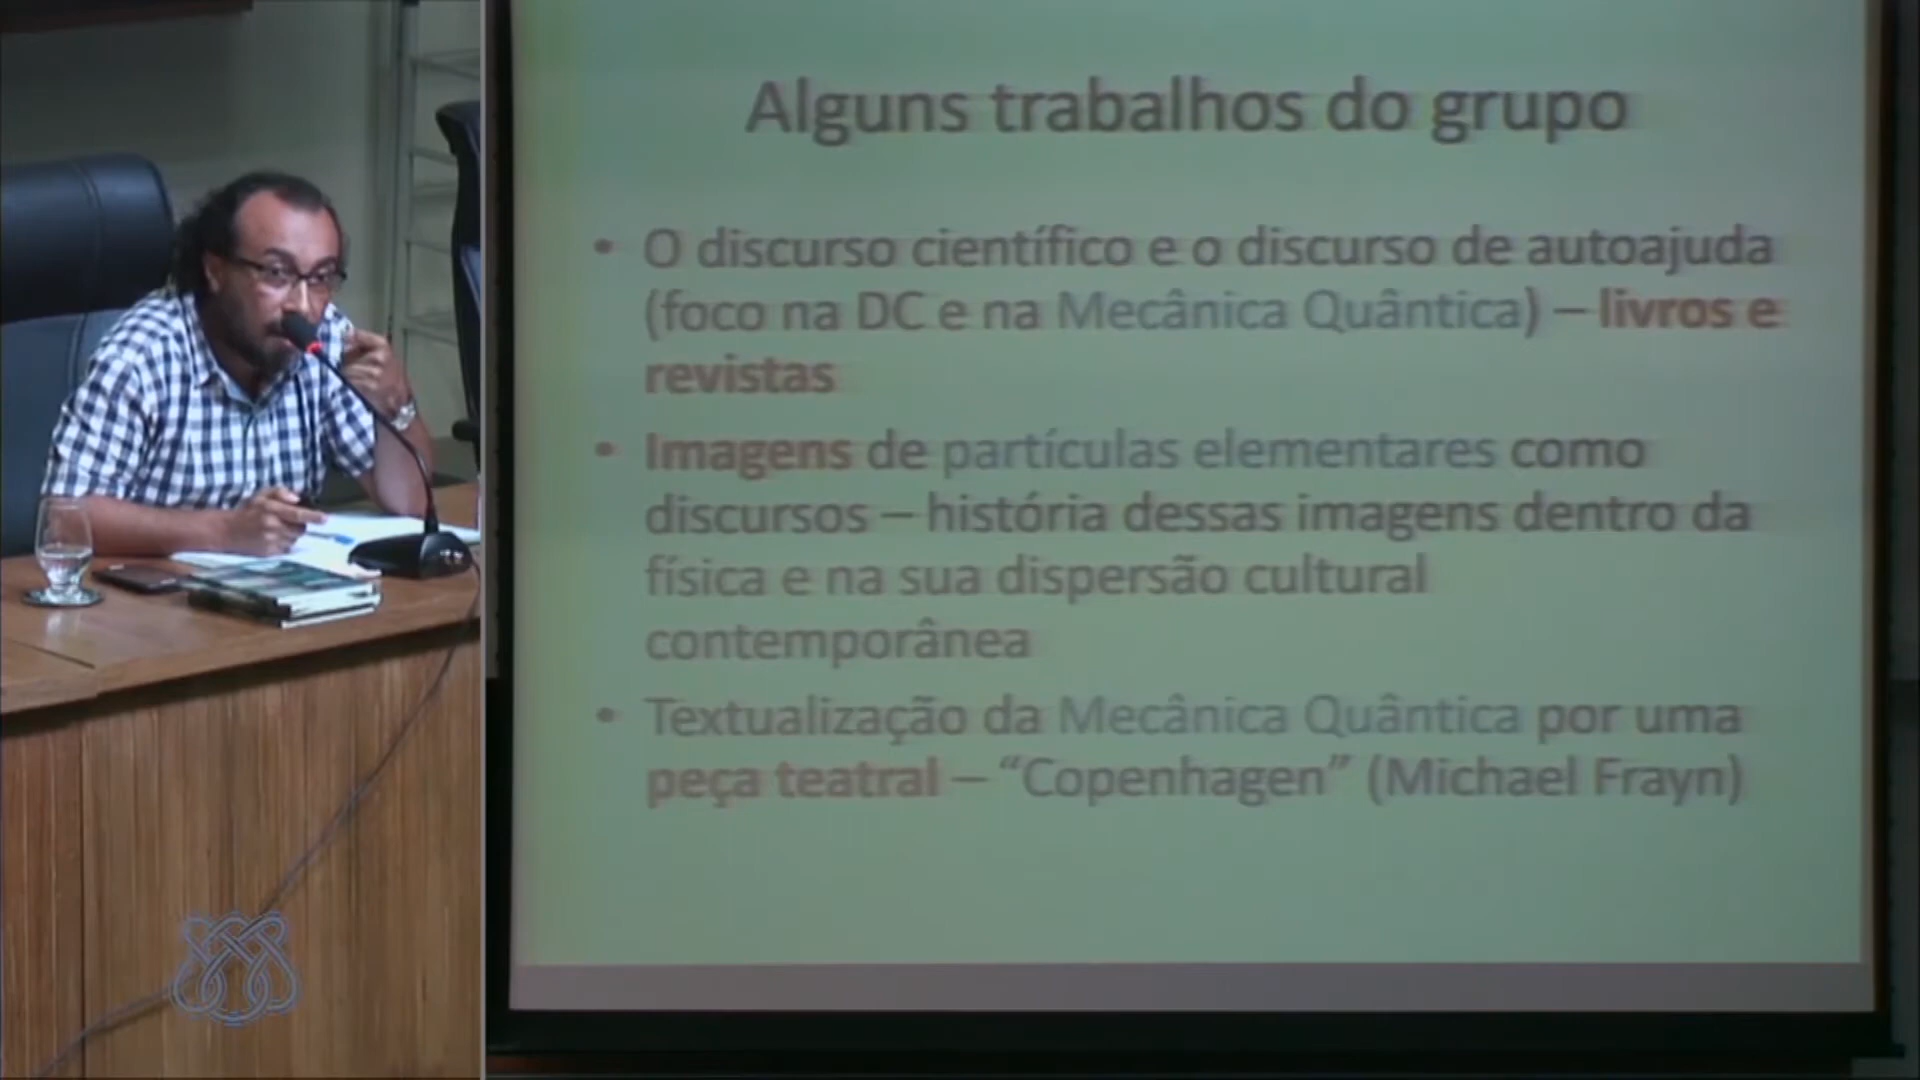 Alguns trabalhos do grupo
• O discurso científico e o discurso de autoajuda
(foco na DC e na Mecânica Quântica) – livros e
revistas
• Imagens de partículas elementares como
discursos – história dessas imagens dentro da
física e na sua dispersão cultural
contemporânea
• Textualização da Mecânica Quântica por uma
peça teatral – “Copenhagen” (Michael Frayn)